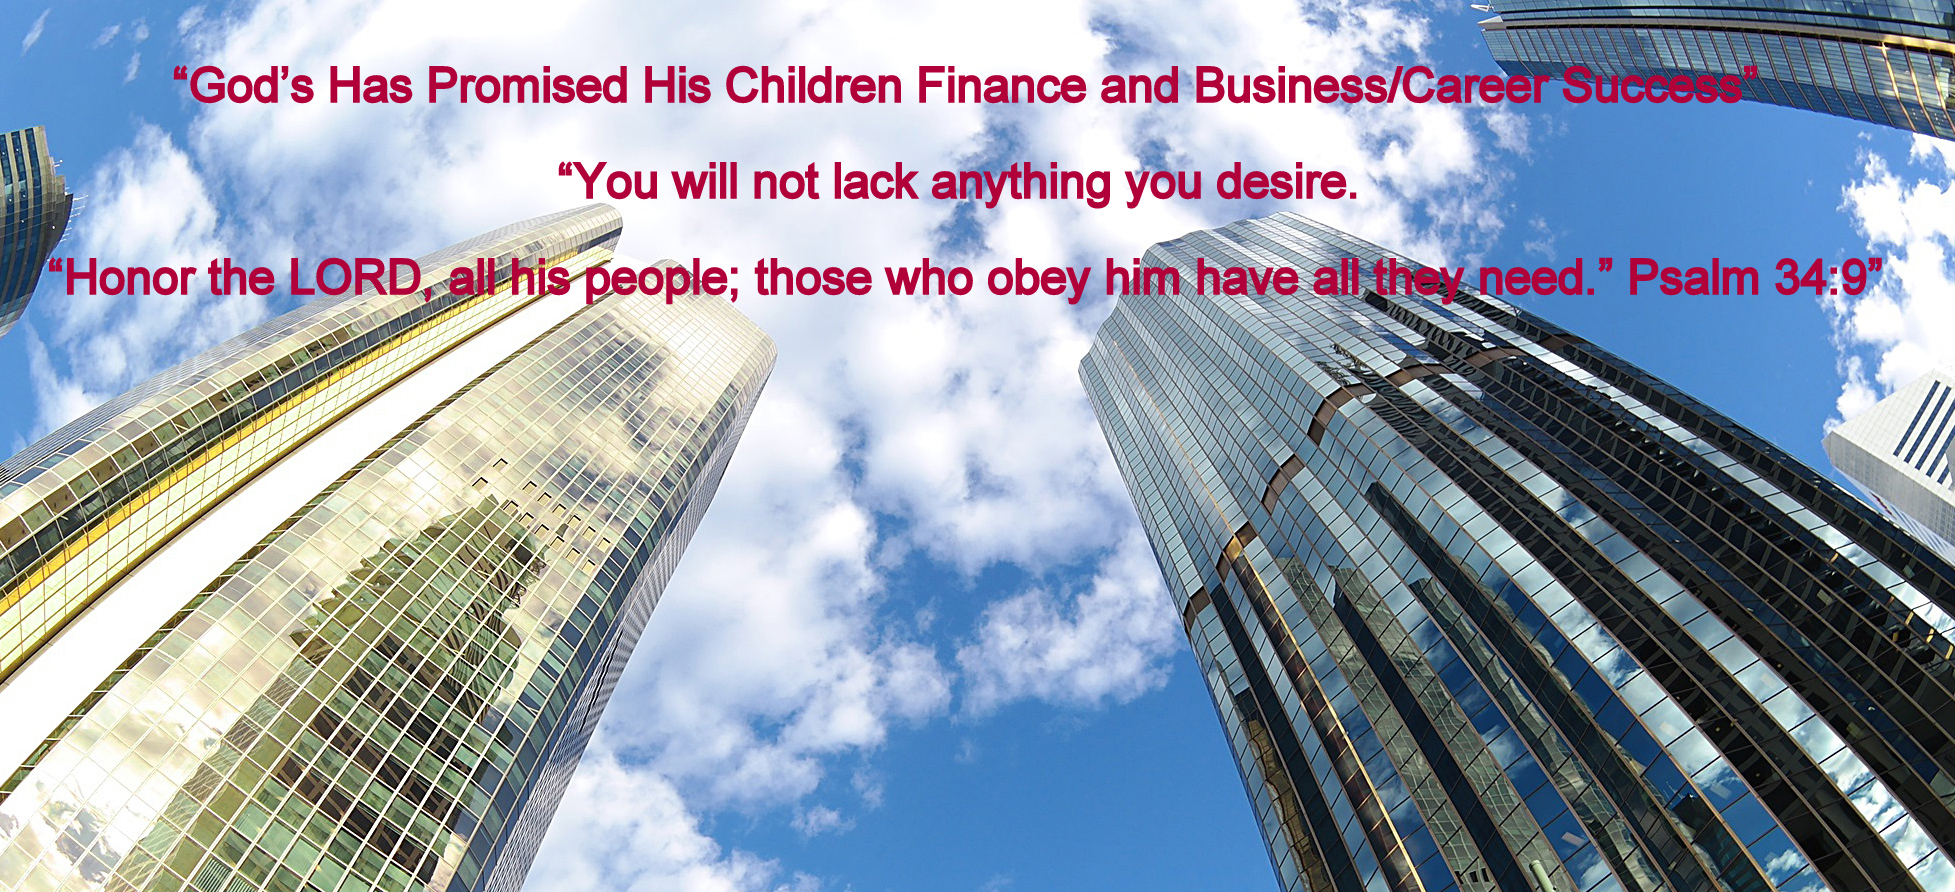 “God’s Has Promised His Children Finance and Business/Career Success”
“You will not lack anything you desire.
“Honor the LORD, all his people; those who obey him have all they need.” Psalm 34:9”